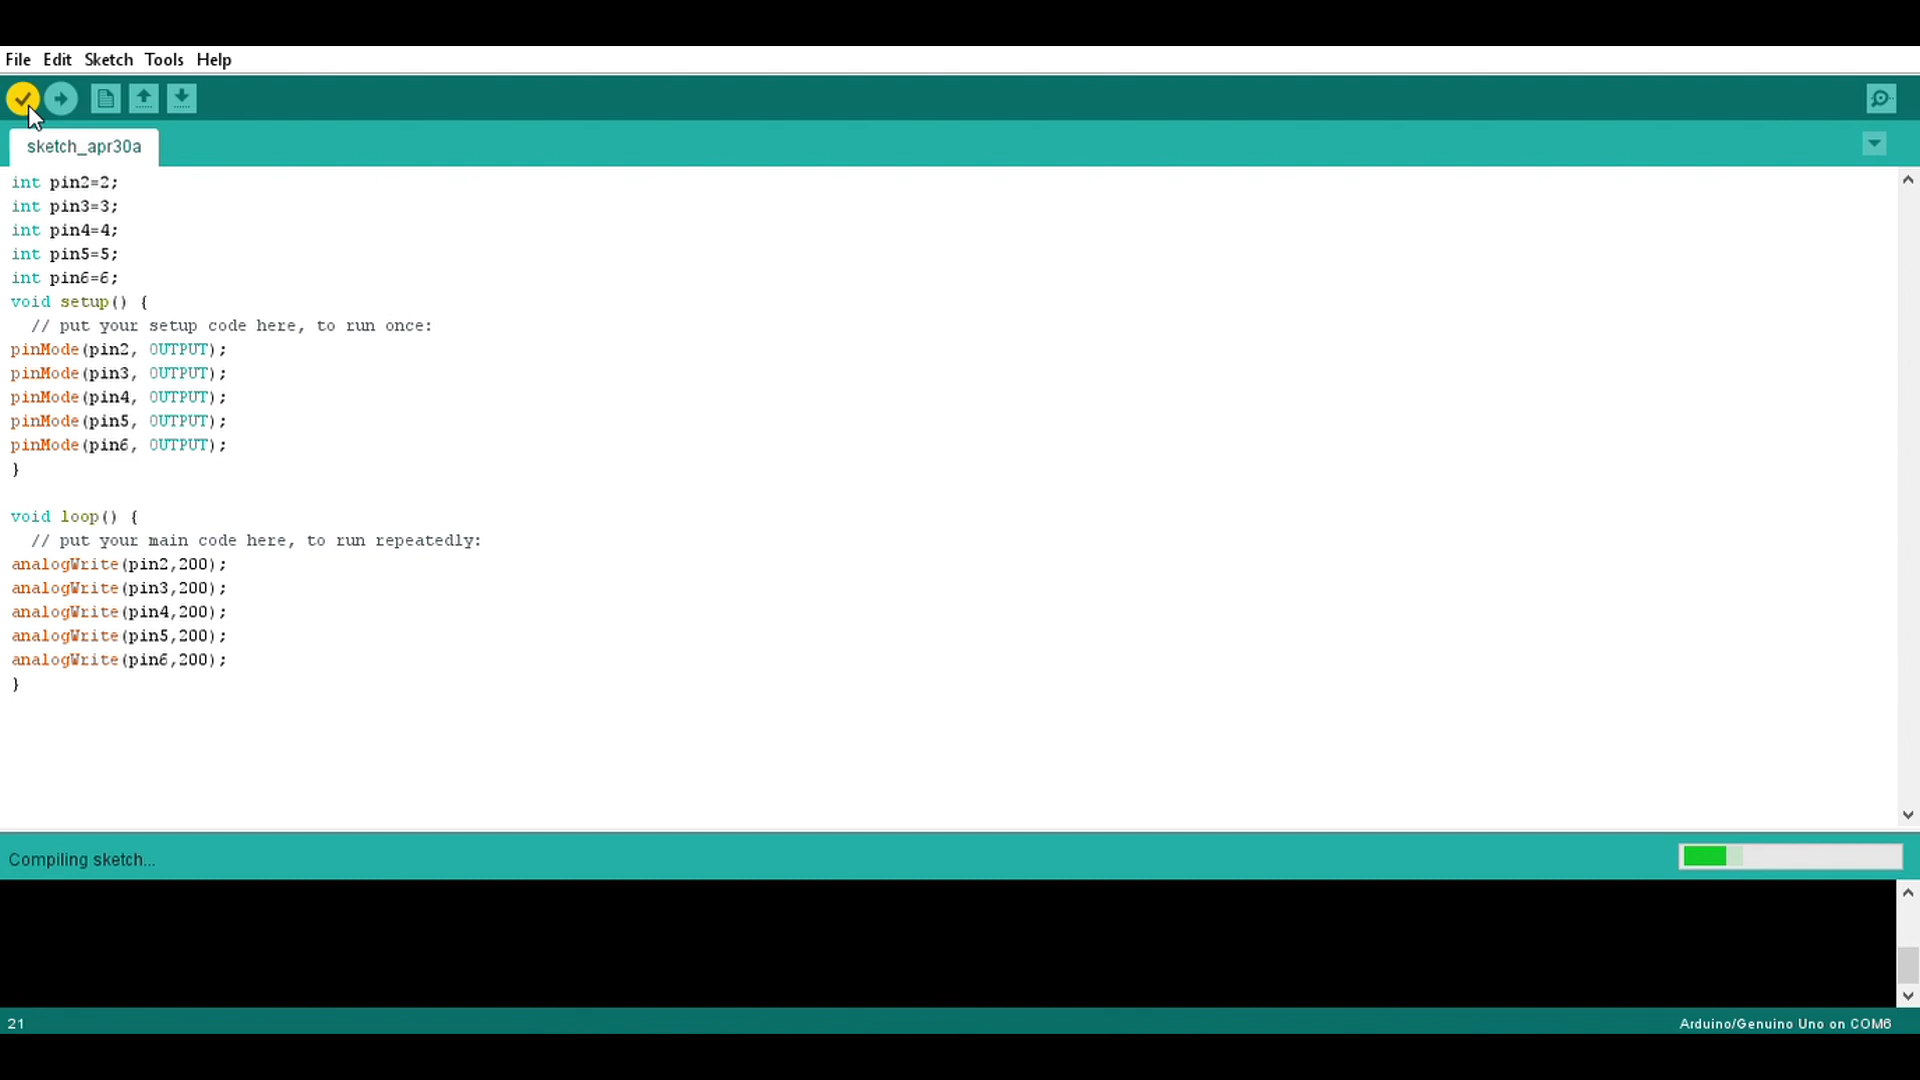 File Edit Sketch Tools Help
sketch_apr30a
int pin2=2;
int pin3=3;
int pin4=4;
int pin5=5;
int pin6=6;
void setup() {
  // put your setup code here, to run once:
pinMode(pin2, OUTPUT);
pinMode(pin3, OUTPUT);
pinMode(pin4, OUTPUT);
pinMode(pin5, OUTPUT);
pinMode(pin6, OUTPUT);
}
void loop() {
  // put your main code here, to run repeatedly:
analogWrite(pin2,200);
analogWrite(pin3,200);
analogWrite(pin4,200);
analogWrite(pin5,200);
analogWrite(pin6,200);
}
Compiling sketch...
21
Arduino/Genuino Uno on COM6